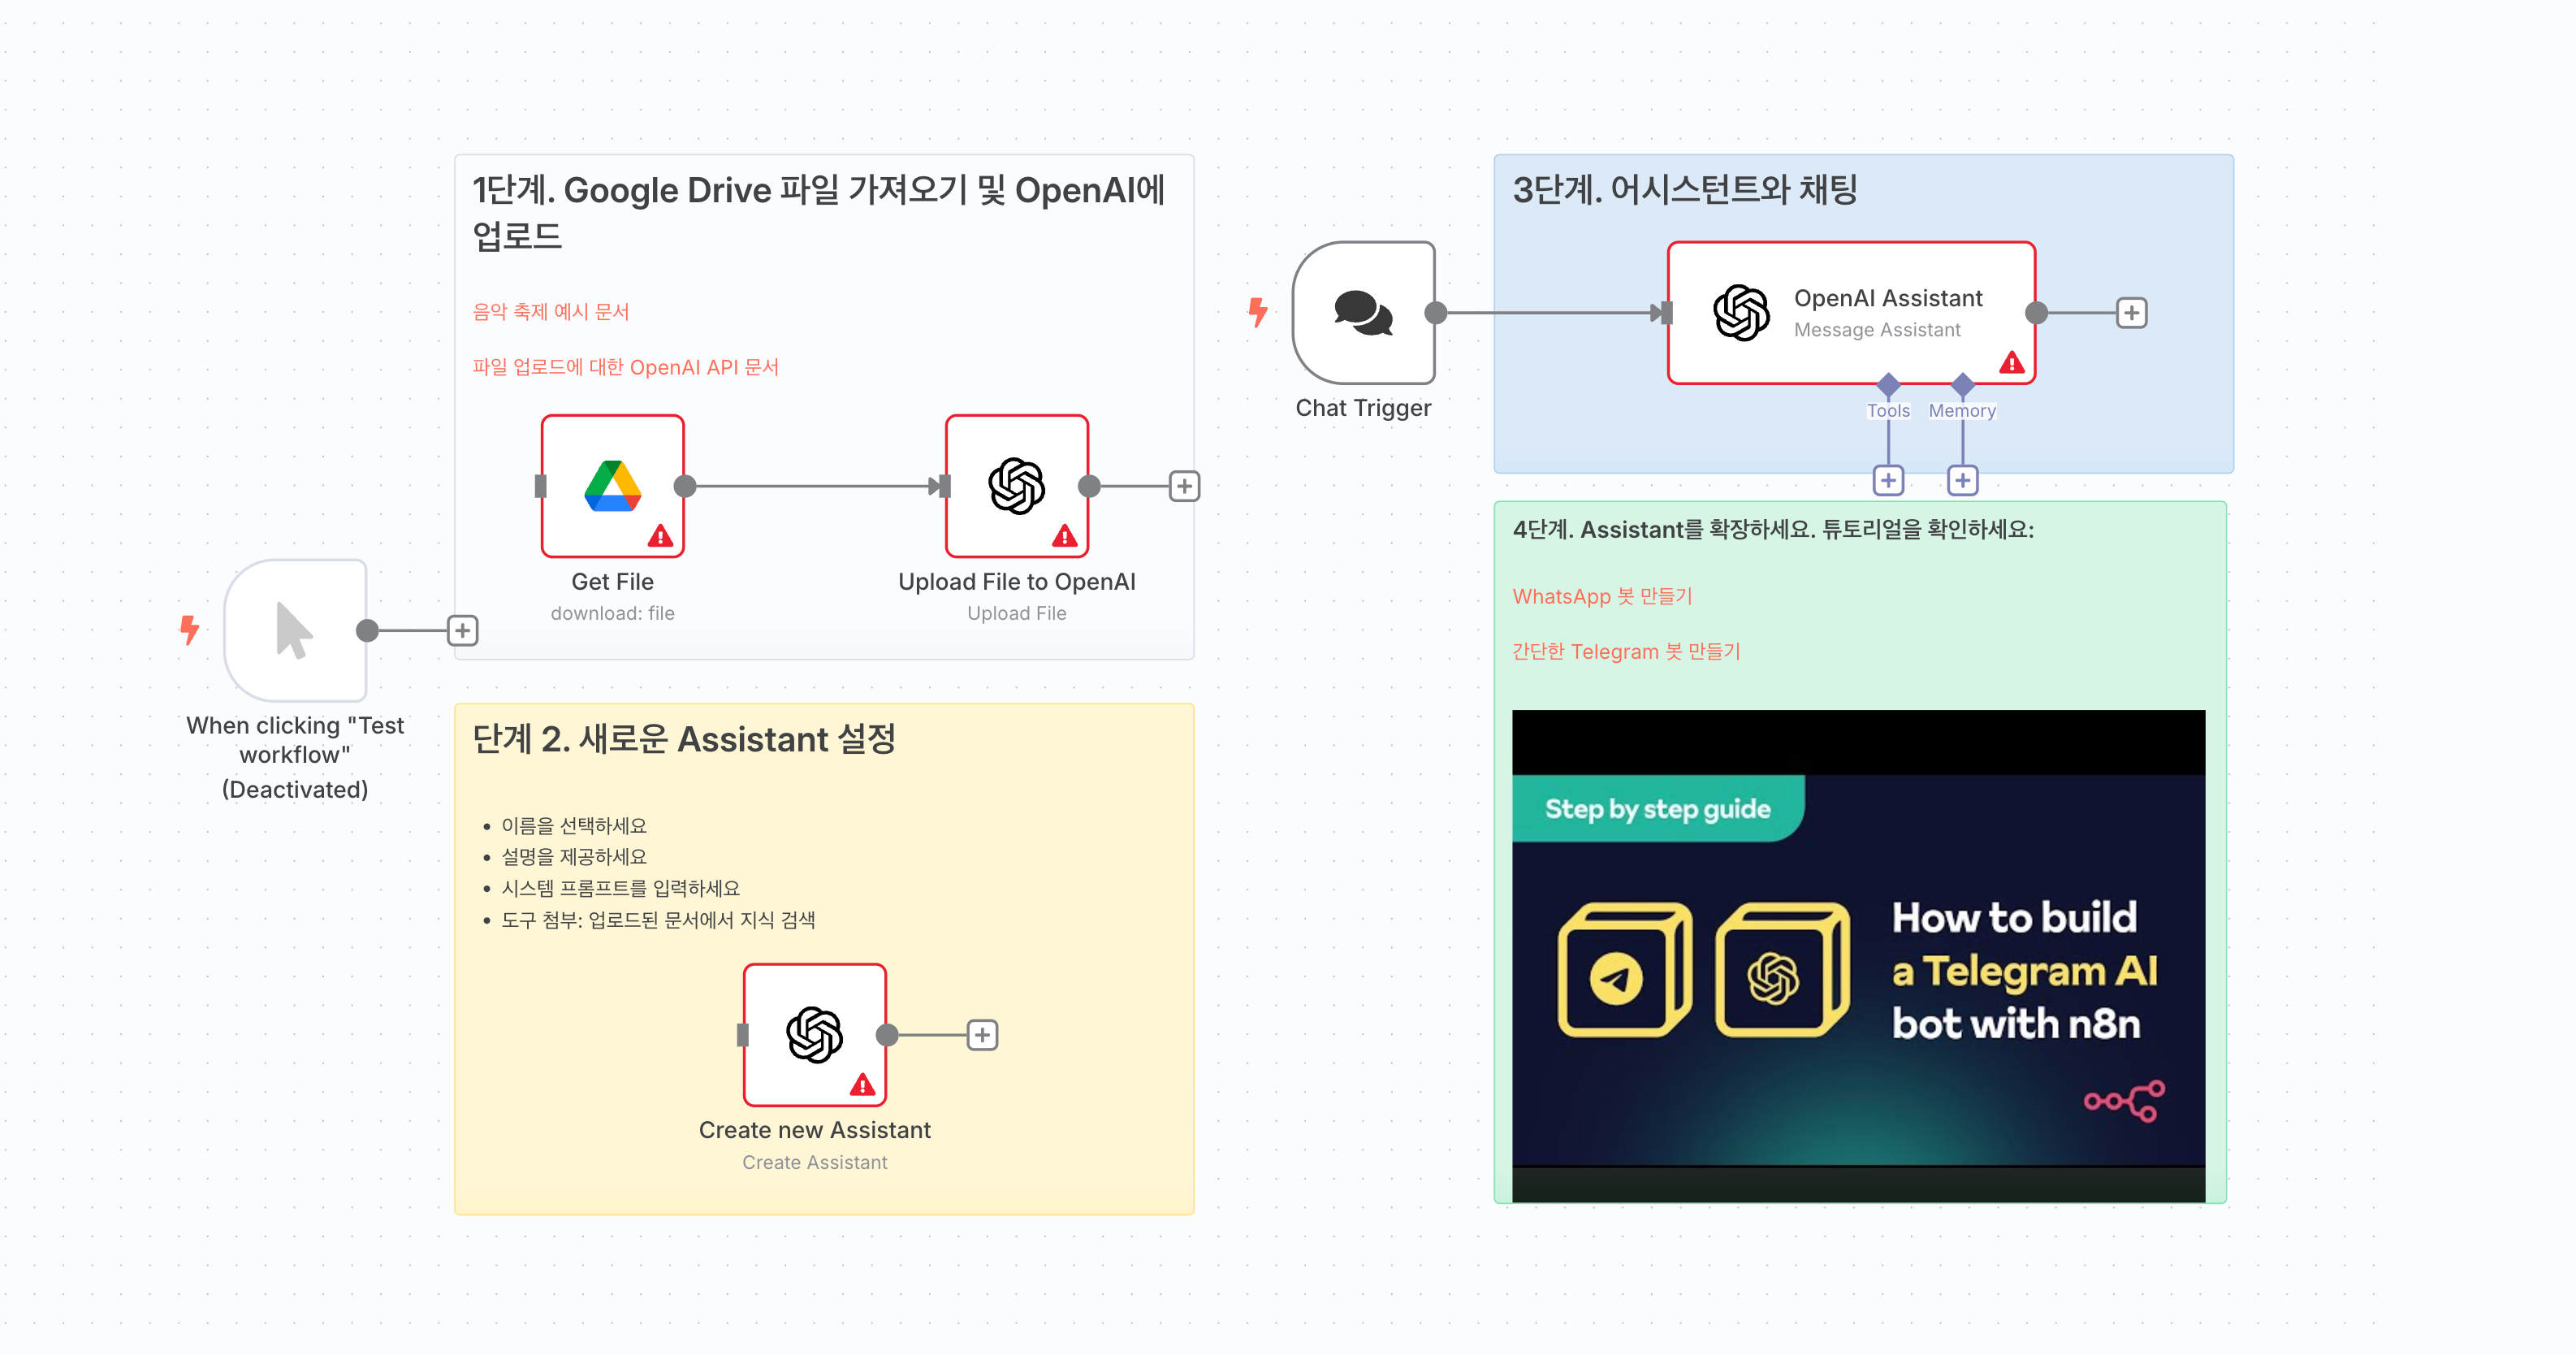 1단계. Google Drive 파일 가져오기 및 OpenAI에
업로드
음악 축제 예시 문서
파일 업로드에 대한 OpenAI API 문서
Get File
download: file
Upload File to OpenAI
Upload File
When clicking "Test
workflow"
(Deactivated)
단계 2. 새로운 Assistant 설정
• 이름을 선택하세요
• 설명을 제공하세요
• 시스템 프롬프트를 입력하세요
• 도구 첨부: 업로드된 문서에서 지식 검색
Create new Assistant
Create Assistant
Chat Trigger
3단계. 어시스턴트와 채팅
OpenAI Assistant
Message Assistant
Tools
Memory
4단계. Assistant를 확장하세요. 튜토리얼을 확인하세요:
WhatsApp 봇 만들기
간단한 Telegram 봇 만들기
Step by step guide
How to build
a Telegram AI
bot with n8n